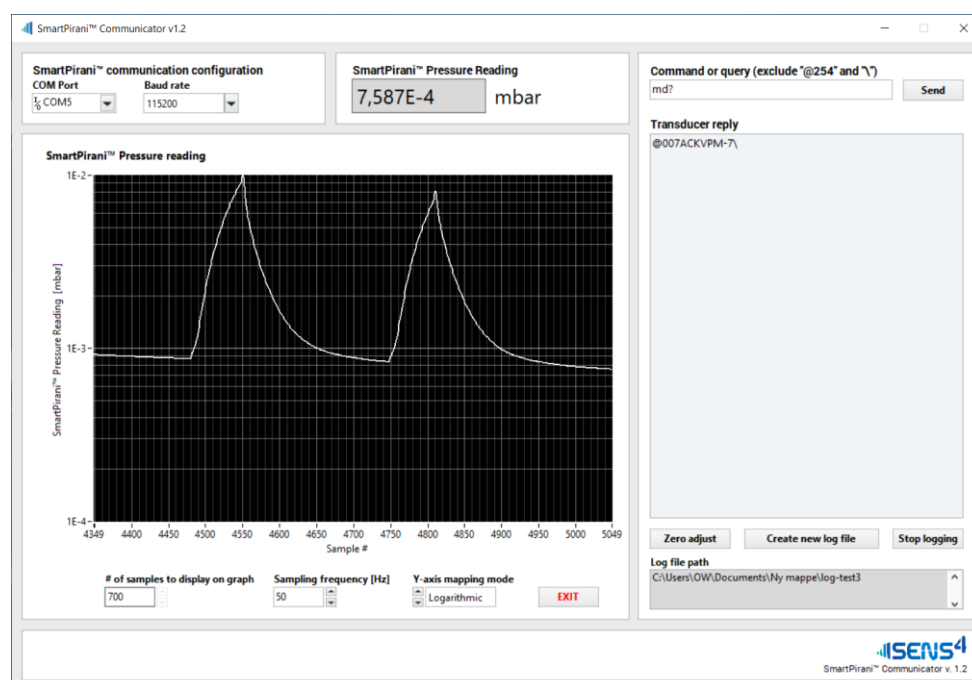 SmartPirani™ Communicator v1.2
SmartPirani™ communication configuration
COM Port
Baud rate
COM5
115200
SmartPirani™ Pressure Reading
7,587E-4 mbar
Command or query (exclude "@254" and "\")
md?
Send
Transducer reply
@007ACKVPM-7\
SmartPirani™ Pressure reading
SmartPirani™ Pressure Reading [mbar]
1E-2
1E-3
1E-4
4349 4400 4450 4500 4550 4600 4650 4700 4750 4800 4850 4900 4950 5000 5049
Sample #
# of samples to display on graph
700
Sampling frequency [Hz]
50
Y-axis mapping mode
Logarithmic
EXIT
Zero adjust
Create new log file
Stop logging
Log file path
C:\Users\OW\Documents\Ny mappe\log-test3
SENS4
SmartPirani™ Communicator v. 1.2